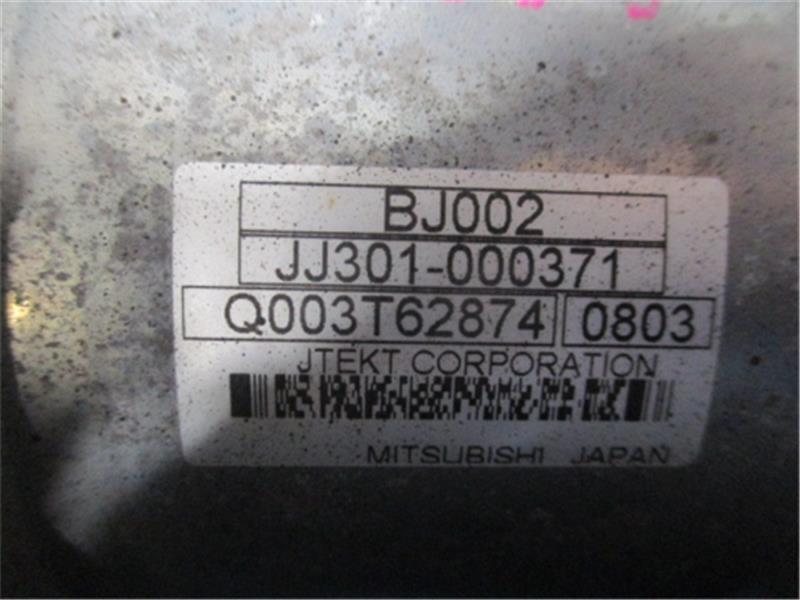 BJ002
JJ301-000371
Q003T62874 0803
JTEKT CORPORATION
MITSUBISHI JAPAN